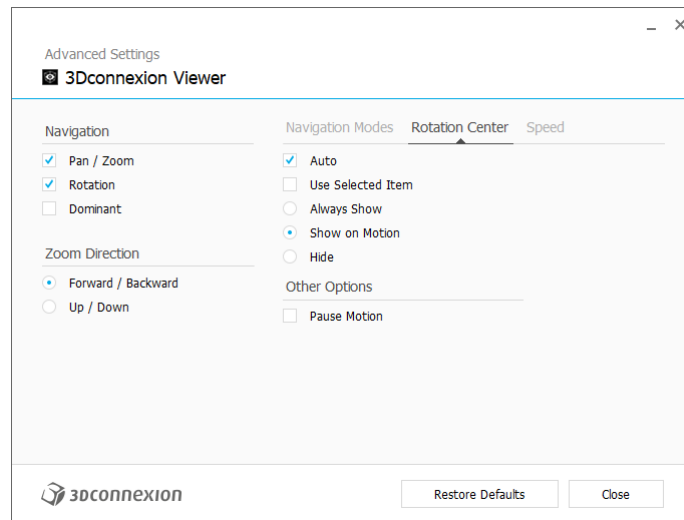 Advanced Settings
3Dconnexion Viewer
Navigation
Pan / Zoom
Rotation
Dominant
Zoom Direction
Forward / Backward
Up / Down
Navigation Modes Rotation Center Speed
Auto
Use Selected Item
Always Show
Show on Motion
Hide
Other Options
Pause Motion
3Dconnexion
Restore Defaults Close